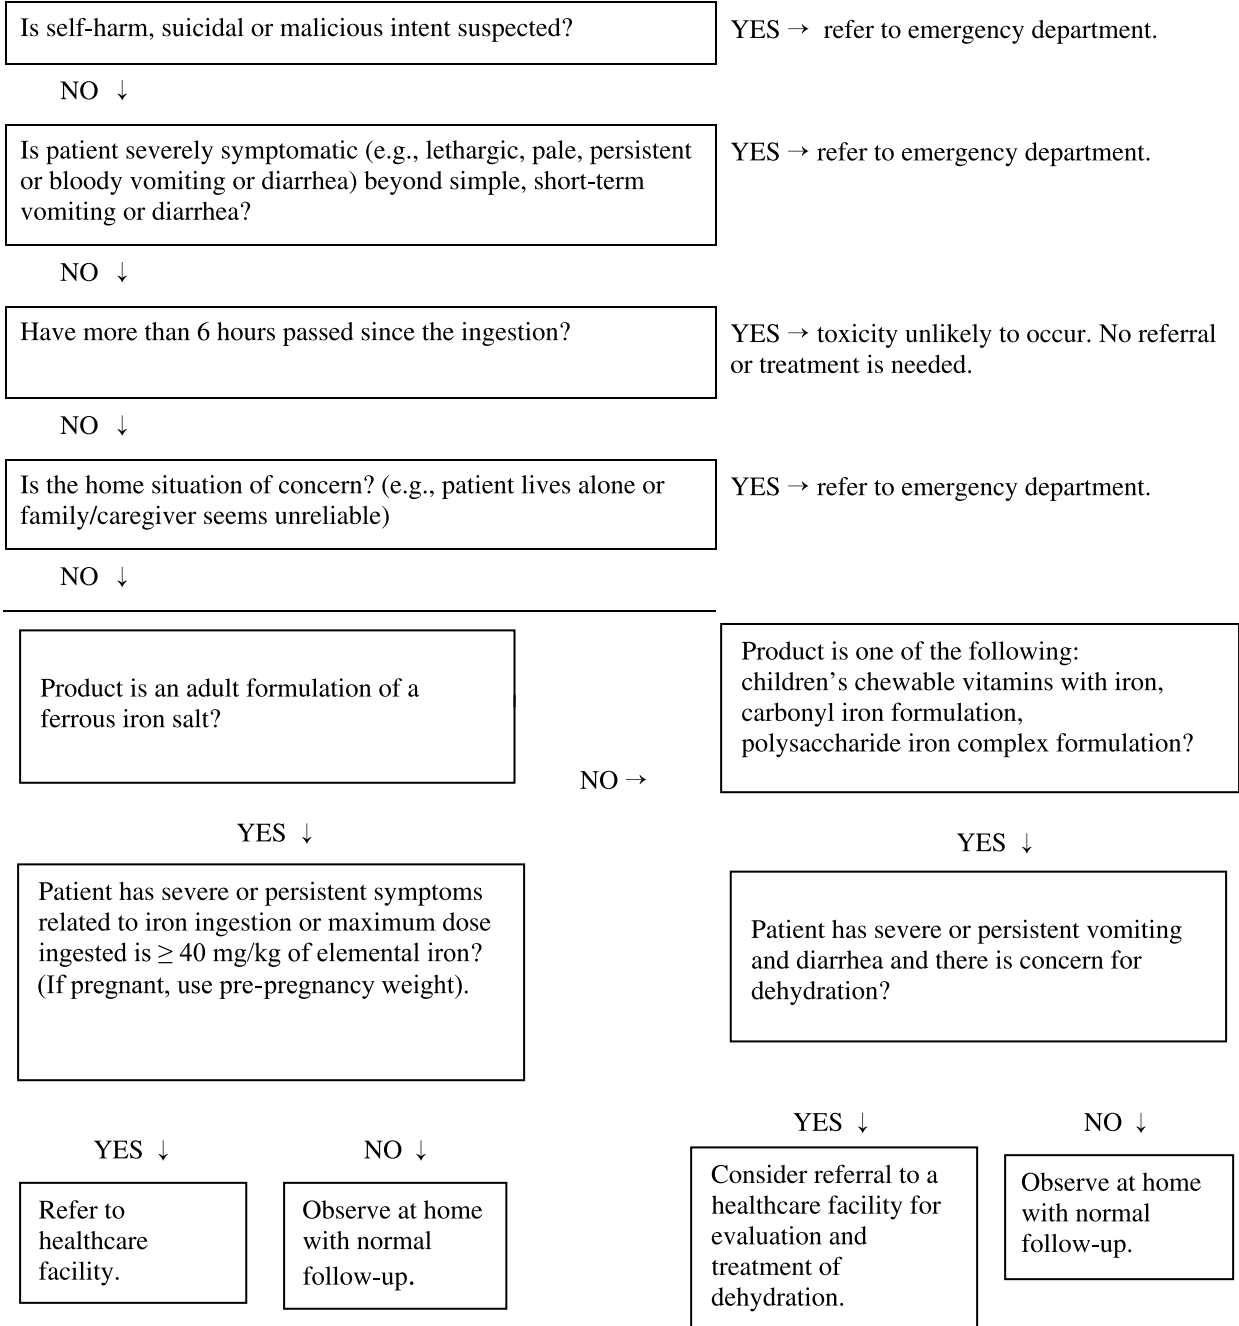 Is self-harm, suicidal or malicious intent suspected?
YES → refer to emergency department.
NO ↓
Is patient severely symptomatic (e.g., lethargic, pale, persistent
or bloody vomiting or diarrhea) beyond simple, short-term
vomiting or diarrhea?
YES → refer to emergency department.
NO ↓
Have more than 6 hours passed since the ingestion?
YES → toxicity unlikely to occur. No referral
or treatment is needed.
NO ↓
Is the home situation of concern? (e.g., patient lives alone or
family/caregiver seems unreliable)
YES → refer to emergency department.
NO ↓
Product is an adult formulation of a
ferrous iron salt?
NO →
Product is one of the following:
children's chewable vitamins with iron,
carbonyl iron formulation,
polysaccharide iron complex formulation?
YES ↓
Patient has severe or persistent symptoms
related to iron ingestion or maximum dose
ingested is ≥ 40 mg/kg of elemental iron?
(If pregnant, use pre-pregnancy weight).
YES ↓
Patient has severe or persistent vomiting
and diarrhea and there is concern for
dehydration?
YES ↓
Refer to
healthcare
facility.
NO ↓
Observe at home
with normal
follow-up.
YES ↓
Consider referral to a
healthcare facility for
evaluation and
treatment of
dehydration.
NO ↓
Observe at home
with normal
follow-up.